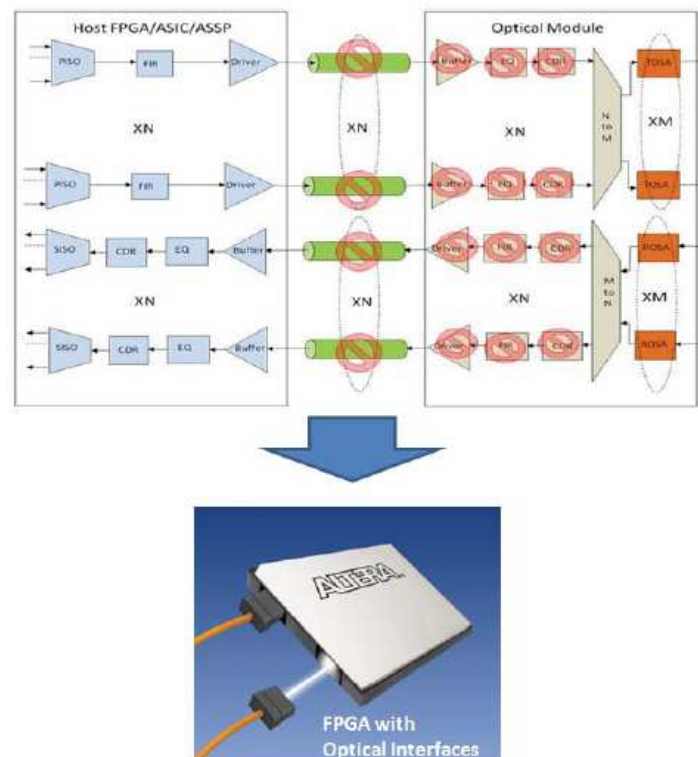 Host FPGA/ASIC/ASSP
Optical Module
PISO
FIR
Driver
Buffer
EQ
CDR
TOSA
XN
XN
XN
N to M
XM
PISO
FIR
Driver
Buffer
EQ
CDR
TOSA
SISO
CDR
EQ
Buffer
Driver
FIR
CDR
ROSA
XN
XN
XN
M to N
XM
SISO
CDR
EQ
Buffer
Driver
FIR
CDR
ROSA
ALTERA
FPGA with
Optical Interfaces